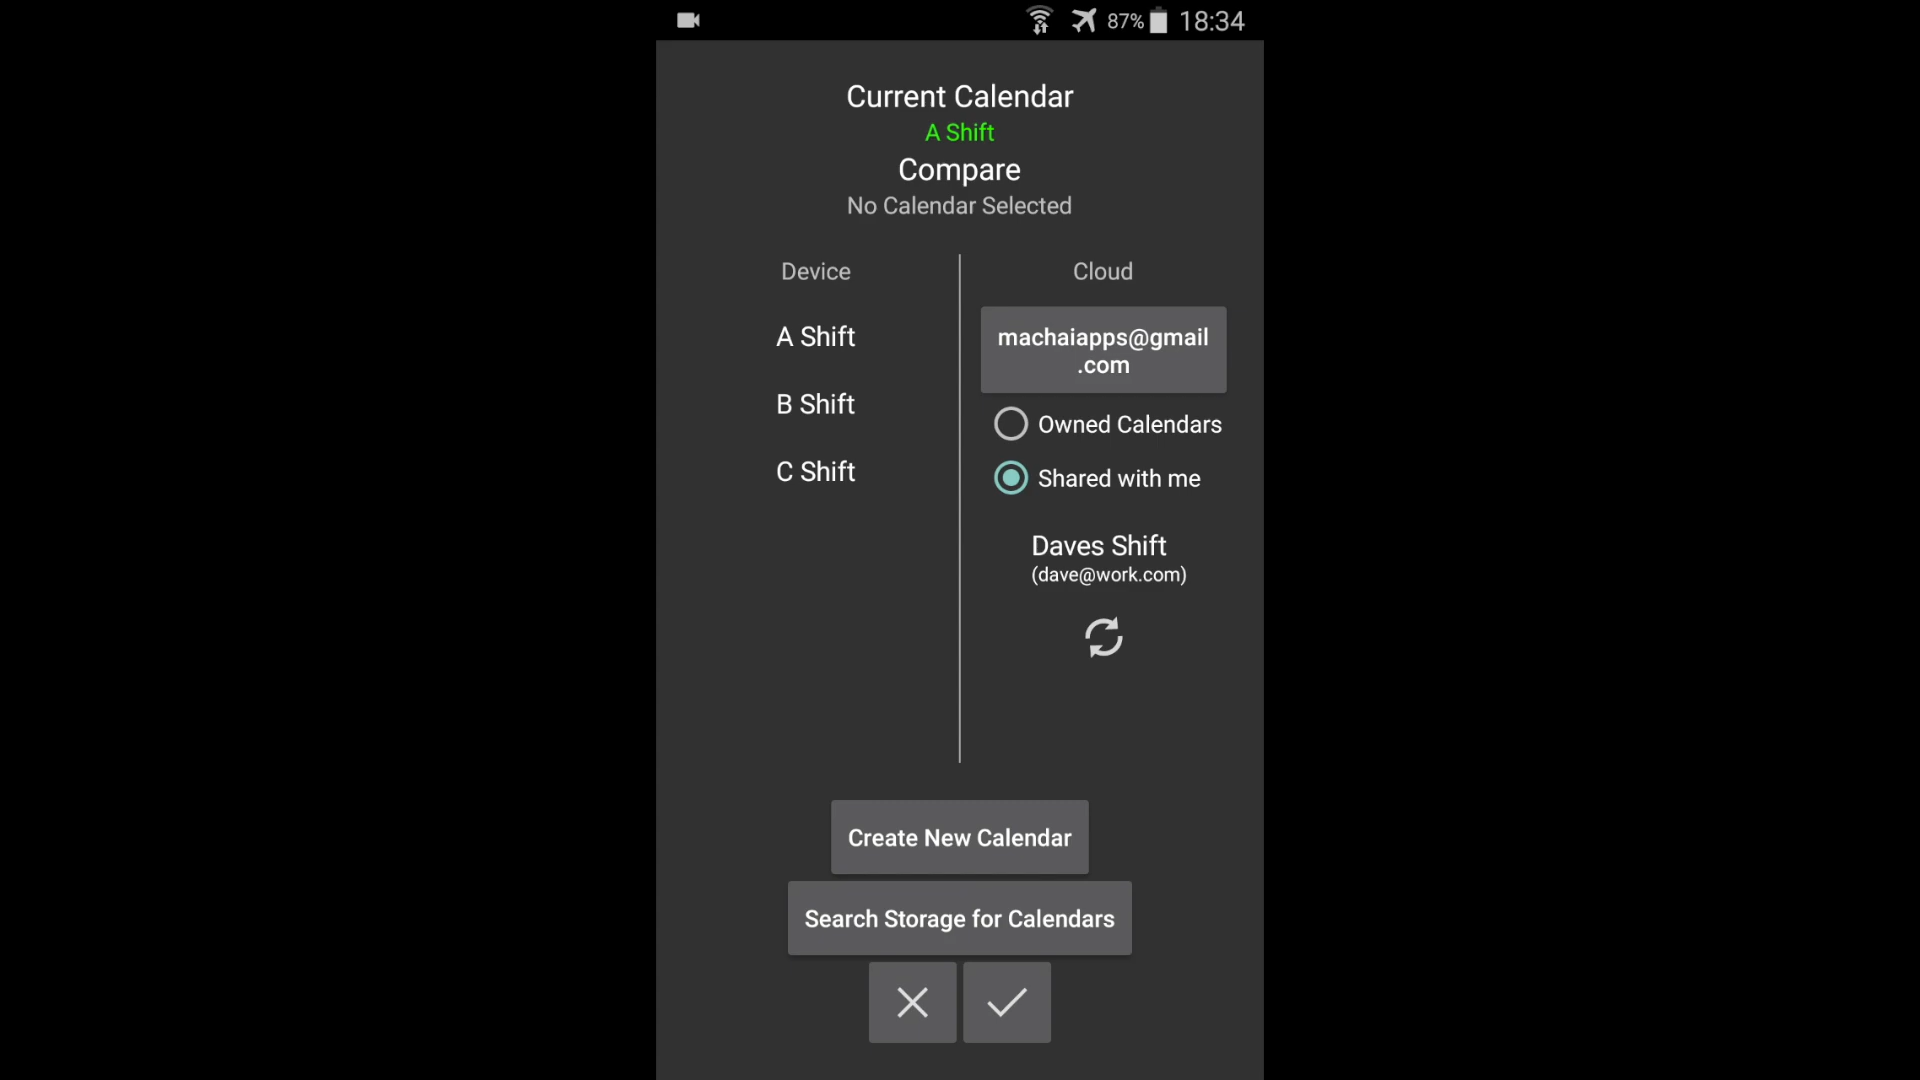 87% 18:34
Current Calendar
A Shift
Compare
No Calendar Selected
Device
A Shift
B Shift
C Shift
Cloud
machaiapps@gmail
.com
Owned Calendars
Shared with me
Daves Shift
(dave@work.com)
Create New Calendar
Search Storage for Calendars